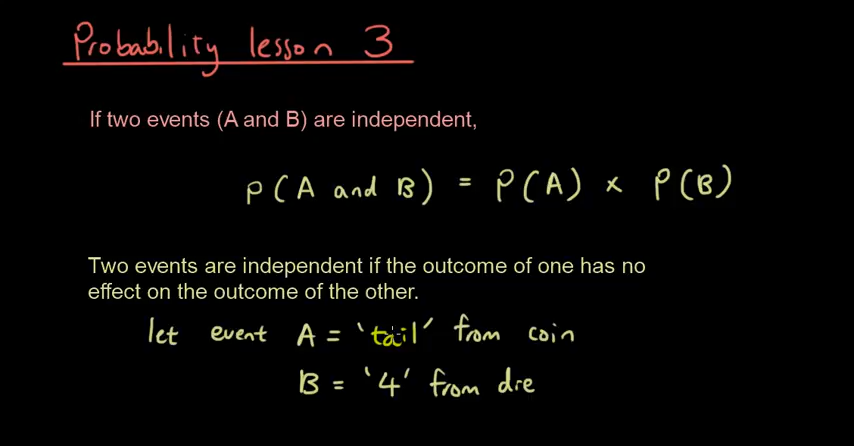 Probability lesson 3
If two events (A and B) are independent,
P(A and B) = P(A) x P(B)
Two events are independent if the outcome of one has no
effect on the outcome of the other.
let event A = 'tail' from coin
B = '4' from die